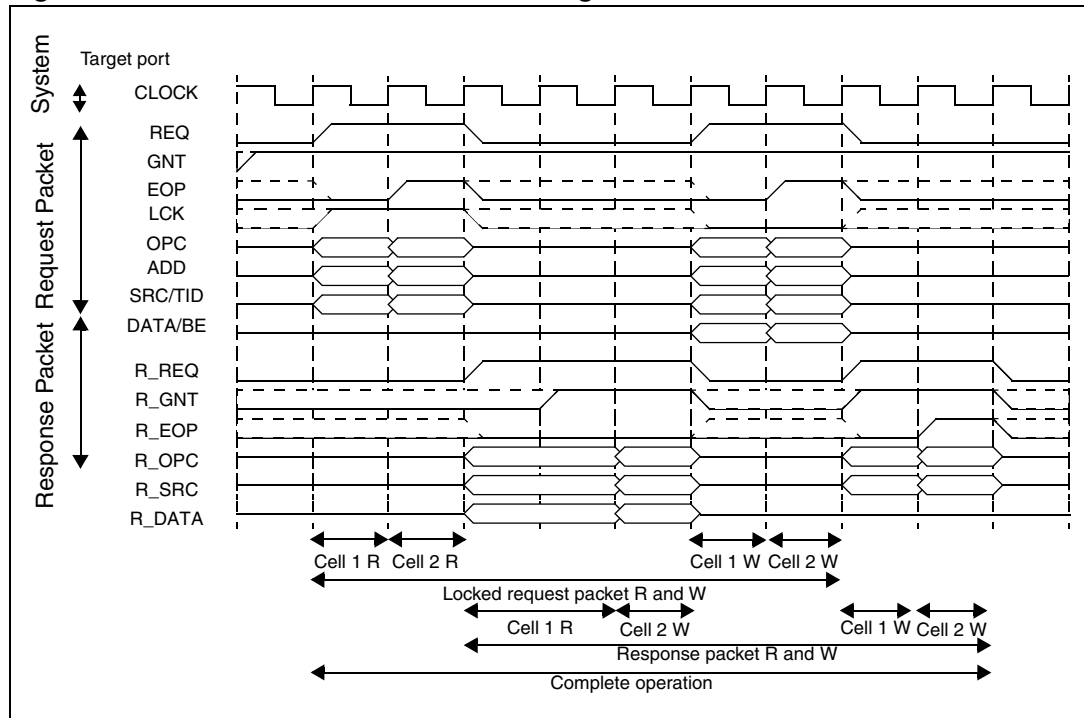 System
Target port
CLOCK
Request Packet
REQ
GNT
EOP
LCK
OPC
ADD
SRC/TID
DATA/BE
Response Packet
R_REQ
R_GNT
R_EOP
R_OPC
R_SRC
R_DATA
Cell 1 R Cell 2 R Cell 1 W Cell 2 W
Locked request packet R and W
Cell 1 R Cell 2 W Cell 1 W Cell 2 W
Response packet R and W
Complete operation